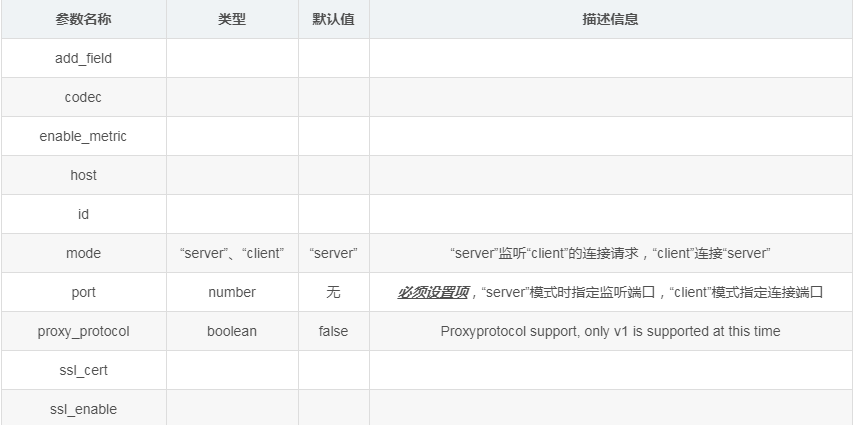 参数名称 类型 默认值 描述信息
add_field
codec
enable_metric
host
id
mode “server”、“client” “server” “server”监听“client”的连接请求，“client”连接“server”
port number 无 必须设置项，“server”模式时指定监听端口，“client”模式指定连接端口
proxy_protocol boolean false Proxyprotocol support, only v1 is supported at this time
ssl_cert
ssl_enable